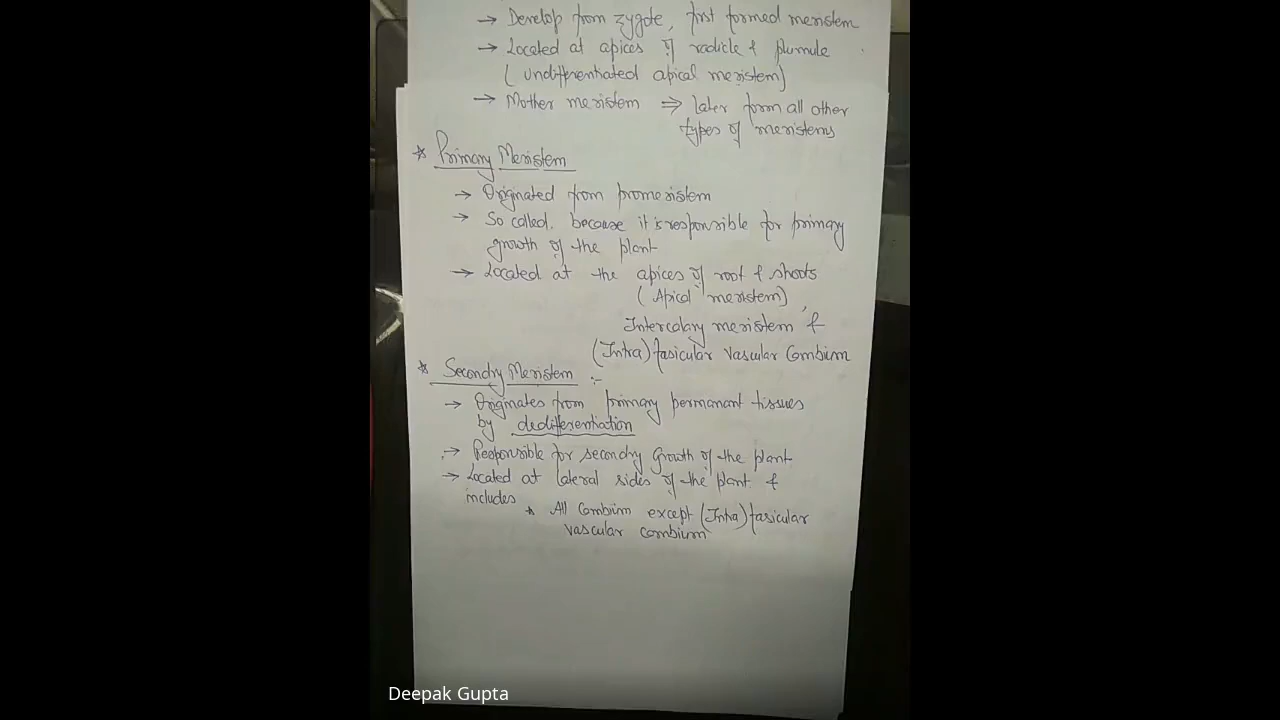 → Develop from zygote, first formed meristem
→ Located at apices of radicle & plumule
(undifferentiated apical meristem)
→ Mother meristem ⇒ later form all other
types of meristems
* Primary Meristem
→ Originated from promeristem
→ So called. because it is responsible for primary
growth of the plant
→ Located at the apices of root & shoots
(Apical meristem),
Intercalary meristem &
(Intra) fasicular vascular Cambium
* Secondry Meristem :-
→ Originates from primary permanant tissues
by dedifferentiation
→ Responsible for secondry growth of the plant.
→ Located at lateral sides of the plant &
includes
* All Cambium except (Intra) fasicular
vascular cambium
Deepak Gupta